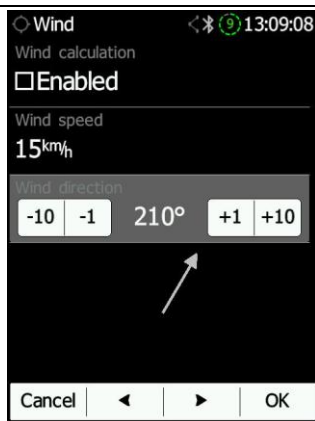 Wind 9 13:09:08
Wind calculation
Enabled
Wind speed
15km/h
Wind direction
-10 -1 210° +1 +10
Cancel OK